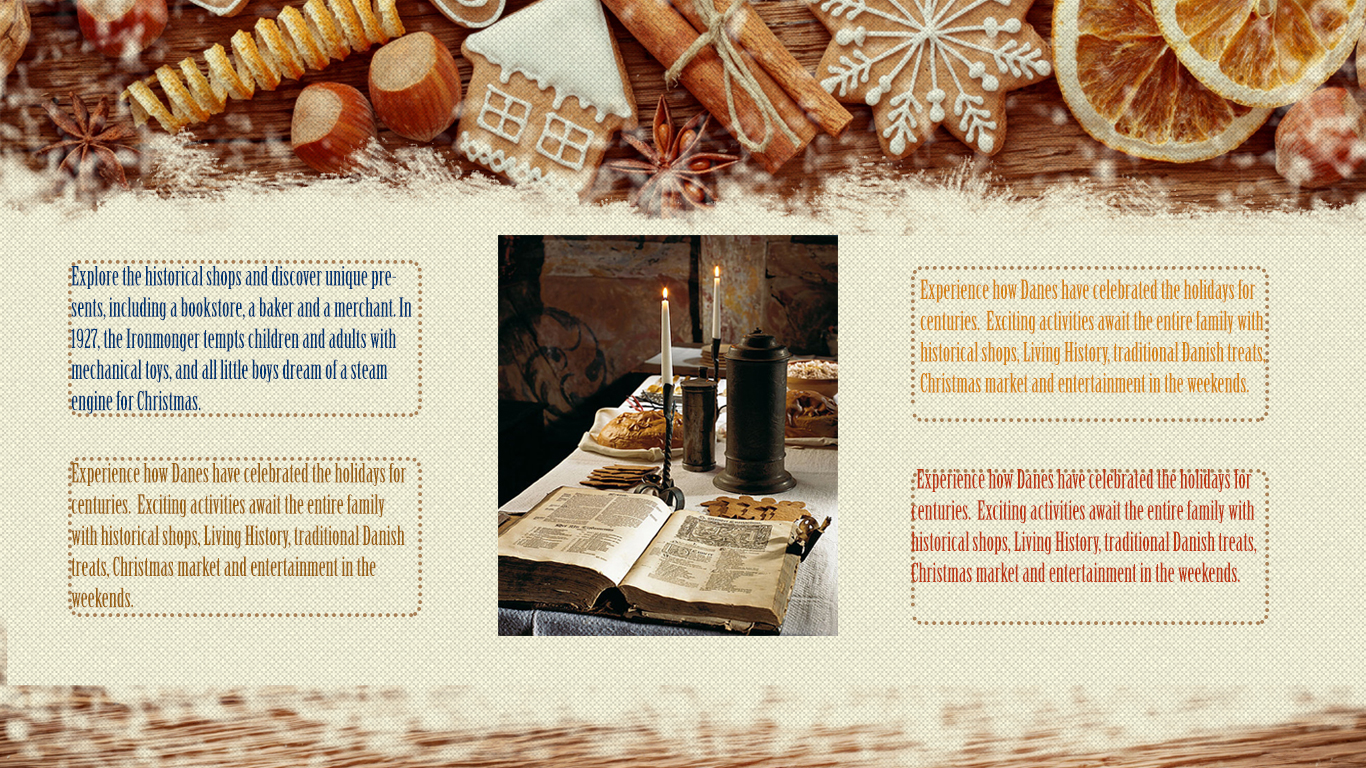 Explore the historical shops and discover unique pre-
sents, including a bookstore, a baker and a merchant. In
1927, the Ironmonger tempts children and adults with
mechanical toys, and all little boys dream of a steam
engine for Christmas.
Experience how Danes have celebrated the holidays for
centuries. Exciting activities await the entire family
with historical shops, Living History, traditional Danish
treats, Christmas market and entertainment in the
weekends.
Experience how Danes have celebrated the holidays for
centuries. Exciting activities await the entire family with
historical shops, Living History, traditional Danish treats,
Christmas market and entertainment in the weekends.
Experience how Danes have celebrated the holidays for
centuries. Exciting activities await the entire family with
historical shops, Living History, traditional Danish treats,
Christmas market and entertainment in the weekends.